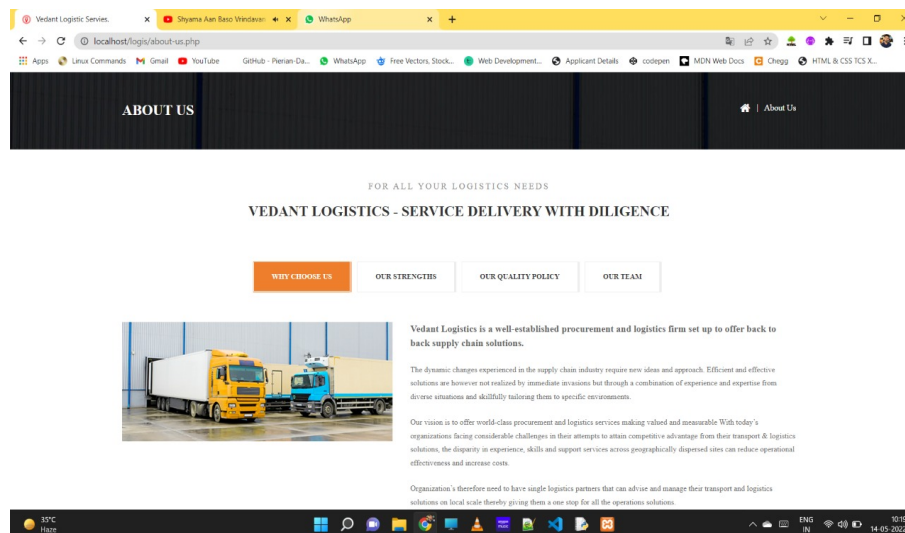 Vedant Logistic Servies.
Shyama Aan Baso Vrindavan
WhatsApp
localhost/logis/about-us.php
Apps
Linux Commands
Gmail
YouTube
GitHub - Pierian-Da...
WhatsApp
Free Vectors, Stock...
Web Development...
Applicant Details
codepen
MDN Web Docs
Chegg
HTML & CSS TCS X...
ABOUT US
| About Us
FOR ALL YOUR LOGISTICS NEEDS
VEDANT LOGISTICS - SERVICE DELIVERY WITH DILIGENCE
WHY CHOOSE US
OUR STRENGTHS
OUR QUALITY POLICY
OUR TEAM
Vedant Logistics is a well-established procurement and logistics firm set up to offer back to
back supply chain solutions.
The dynamic changes experienced in the supply chain industry require new ideas and approach. Efficient and effective
solutions are however not realized by immediate invasions but through a combination of experience and expertise from
diverse situations and skillfully tailoring them to specific environments.
Our vision is to offer world-class procurement and logistics services making valued and measurable With today's
organizations facing considerable challenges in their attempts to attain competitive advantage from their transport & logistics
solutions, the disparity in experience, skills and support services across geographically dispersed sites can reduce operational
effectiveness and increase costs.
Organization's therefore need to have single logistics partners that can advise and manage their transport and logistics
solutions on local scale thereby giving them a one stop for all the operations solutions.
35°C
Haze
ENG
IN
10:19
14-05-2022